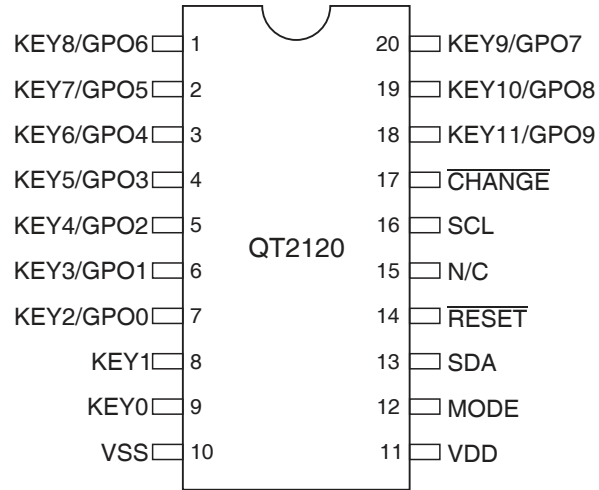 KEY8/GPO6 1 20 KEY9/GPO7
KEY7/GPO5 2 19 KEY10/GPO8
KEY6/GPO4 3 18 KEY11/GPO9
KEY5/GPO3 4 17 CHANGE
KEY4/GPO2 5 16 SCL
QT2120
KEY3/GPO1 6 15 N/C
KEY2/GPO0 7 14 RESET
KEY1 8 13 SDA
KEY0 9 12 MODE
VSS 10 11 VDD